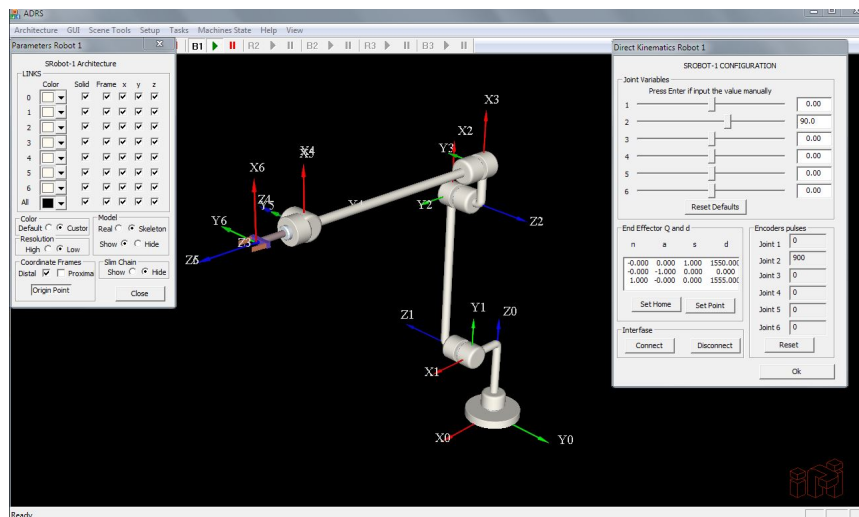 ADRS
Architecture GUI Scene Tools Setup Tasks Machines State Help View
B1 R2 B2 R3 B3
Parameters Robot 1
SRobot-1 Architecture
LINKS
Color Solid Frame x y z
0
1
2
3
4
5
6
All
Color
Default Custor
Model
Real Skeleton
Resolution
High Low
Show Hide
Coordinate Frames
Distal Proxima
Slim Chain
Show Hide
Origin Point
Close
X3
X2
Y3
X6
Y2
Z2
Y6
Y5
Z3
Z1
Y1
Z0
X1
X0
Y0
Direct Kinematics Robot 1
SROBOT-1 CONFIGURATION
Joint Variables
Press Enter if input the value manually
1 0.00
2 90.0
3 0.00
4 0.00
5 0.00
6 0.00
Reset Defaults
End Effector Q and d
n a s d
-0.000 0.000 1.000 1550.000
-0.000 -1.000 0.000 0.000
1.000 -0.000 0.000 1555.000
Set Home Set Point
Encoders pulses
Joint 1 0
Joint 2 900
Joint 3 0
Joint 4 0
Joint 5 0
Joint 6 0
Reset
Interfase
Connect Disconnect
Ok
Ready